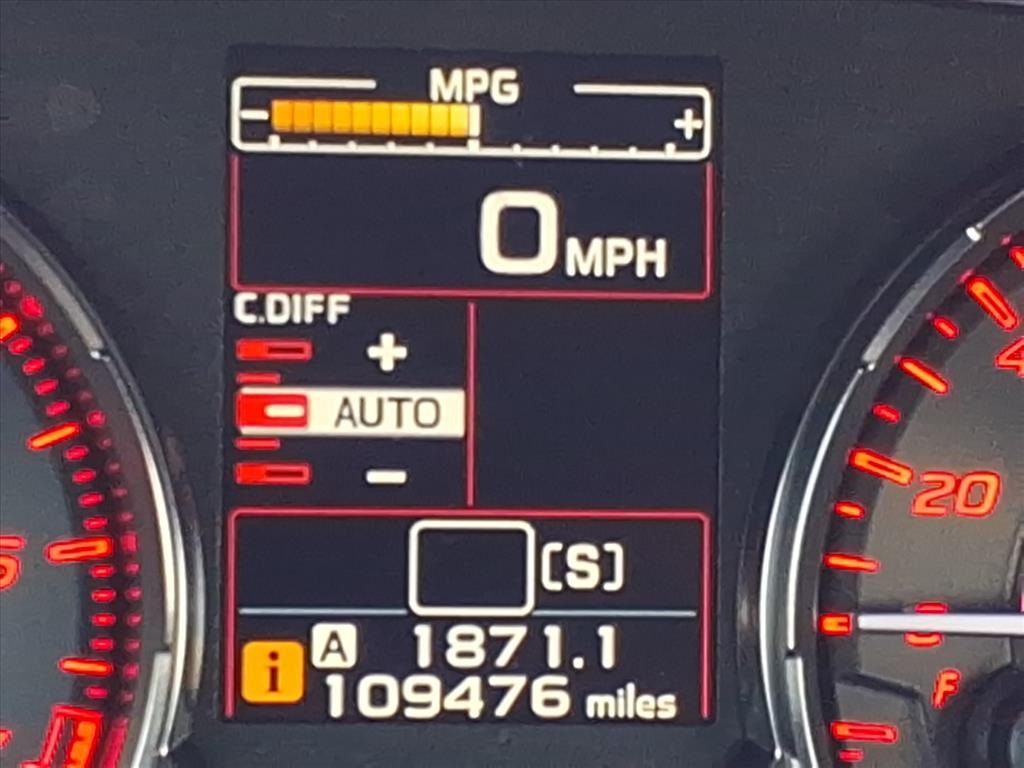 MPG
- +
0 MPH
C.DIFF
+
AUTO
-
20
[S]
A 1871.1
i 109476 miles
F